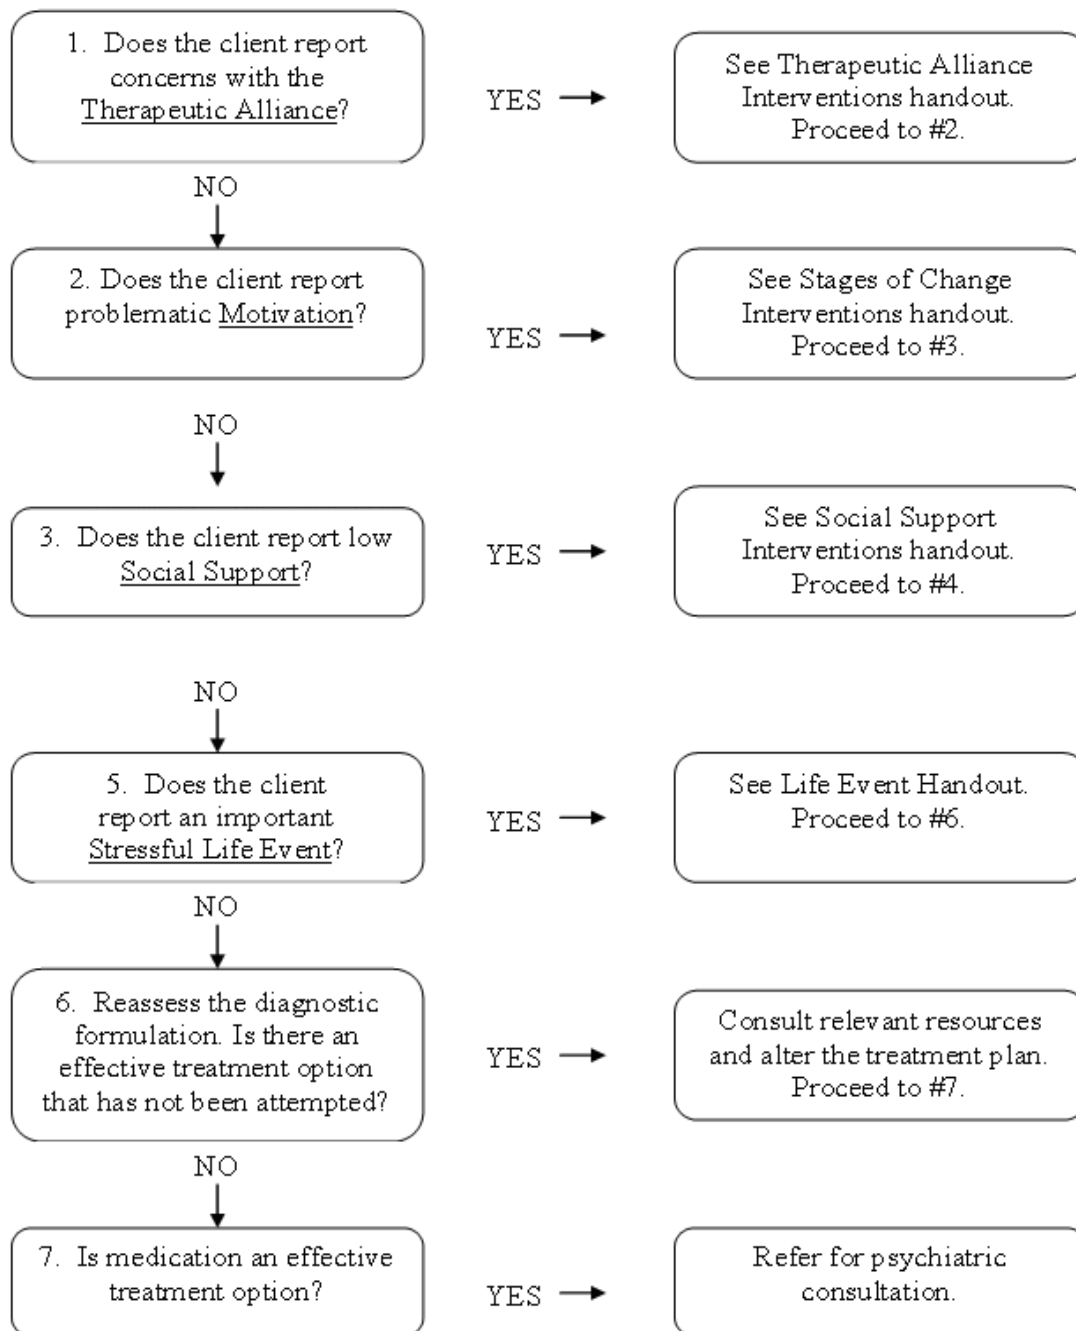 1. Does the client report
concerns with the
Therapeutic Alliance?
YES
See Therapeutic Alliance
Interventions handout.
Proceed to #2.
NO
2. Does the client report
problematic Motivation?
YES
See Stages of Change
Interventions handout.
Proceed to #3.
NO
3. Does the client report low
Social Support?
YES
See Social Support
Interventions handout.
Proceed to #4.
NO
5. Does the client
report an important
Stressful Life Event?
YES
See Life Event Handout.
Proceed to #6.
NO
6. Reassess the diagnostic
formulation. Is there an
effective treatment option
that has not been attempted?
YES
Consult relevant resources
and alter the treatment plan.
Proceed to #7.
NO
7. Is medication an effective
treatment option?
YES
Refer for psychiatric
consultation.